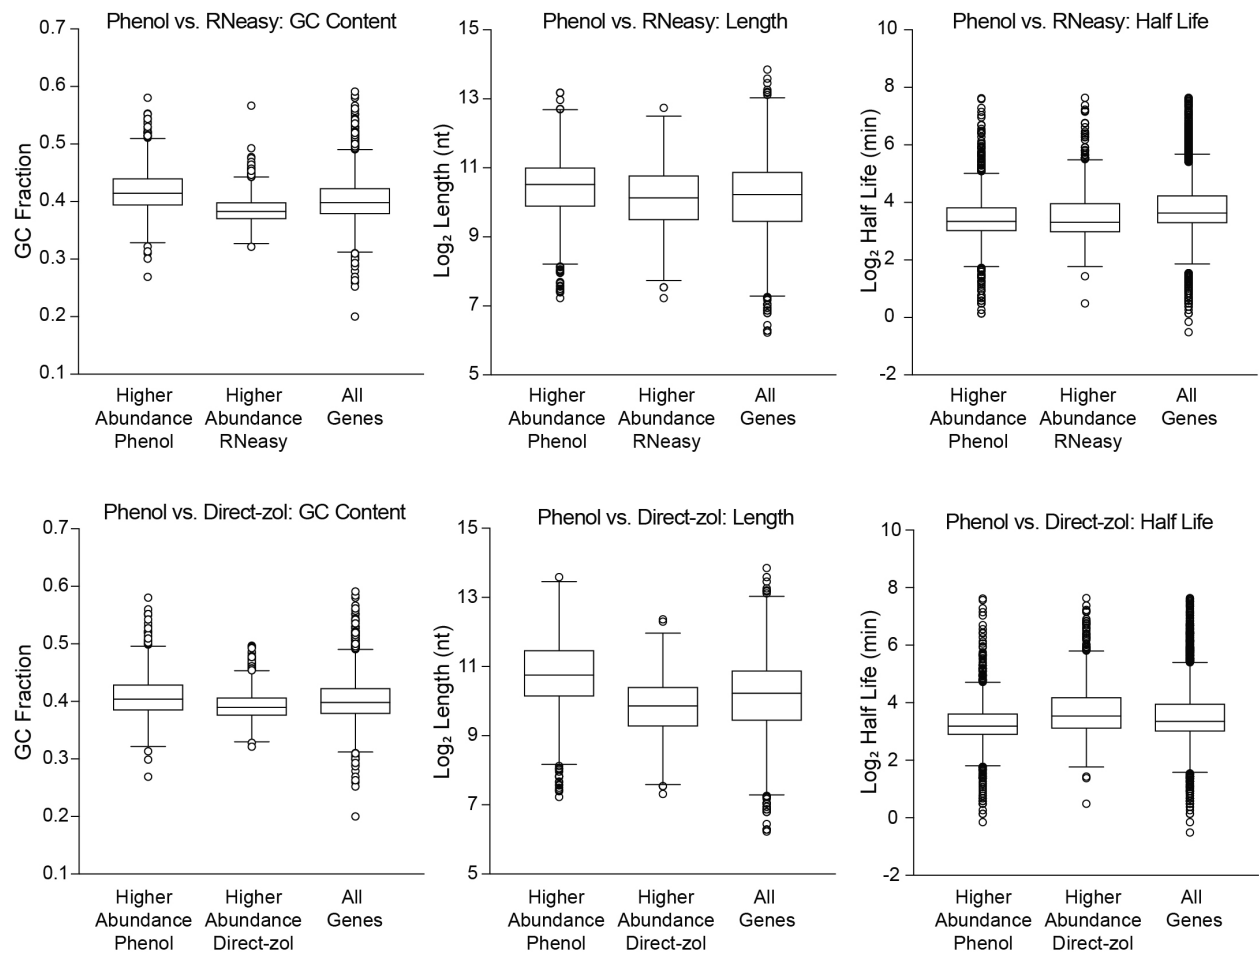 Phenol vs. RNeasy: GC Content
GC Fraction
0.7
0.6
0.5
0.4
0.3
0.2
0.1
Higher
Abundance
Phenol
Higher
Abundance
RNeasy
All
Genes
Phenol vs. RNeasy: Length
Log₂ Length (nt)
15
13
11
9
7
5
Higher
Abundance
Phenol
Higher
Abundance
RNeasy
All
Genes
Phenol vs. RNeasy: Half Life
Log₂ Half Life (min)
10
8
6
4
2
0
-2
Higher
Abundance
Phenol
Higher
Abundance
RNeasy
All
Genes
Phenol vs. Direct-zol: GC Content
GC Fraction
0.7
0.6
0.5
0.4
0.3
0.2
0.1
Higher
Abundance
Phenol
Higher
Abundance
Direct-zol
All
Genes
Phenol vs. Direct-zol: Length
Log₂ Length (nt)
15
13
11
9
7
5
Higher
Abundance
Phenol
Higher
Abundance
Direct-zol
All
Genes
Phenol vs. Direct-zol: Half Life
Log₂ Half Life (min)
10
8
6
4
2
0
-2
Higher
Abundance
Phenol
Higher
Abundance
Direct-zol
All
Genes